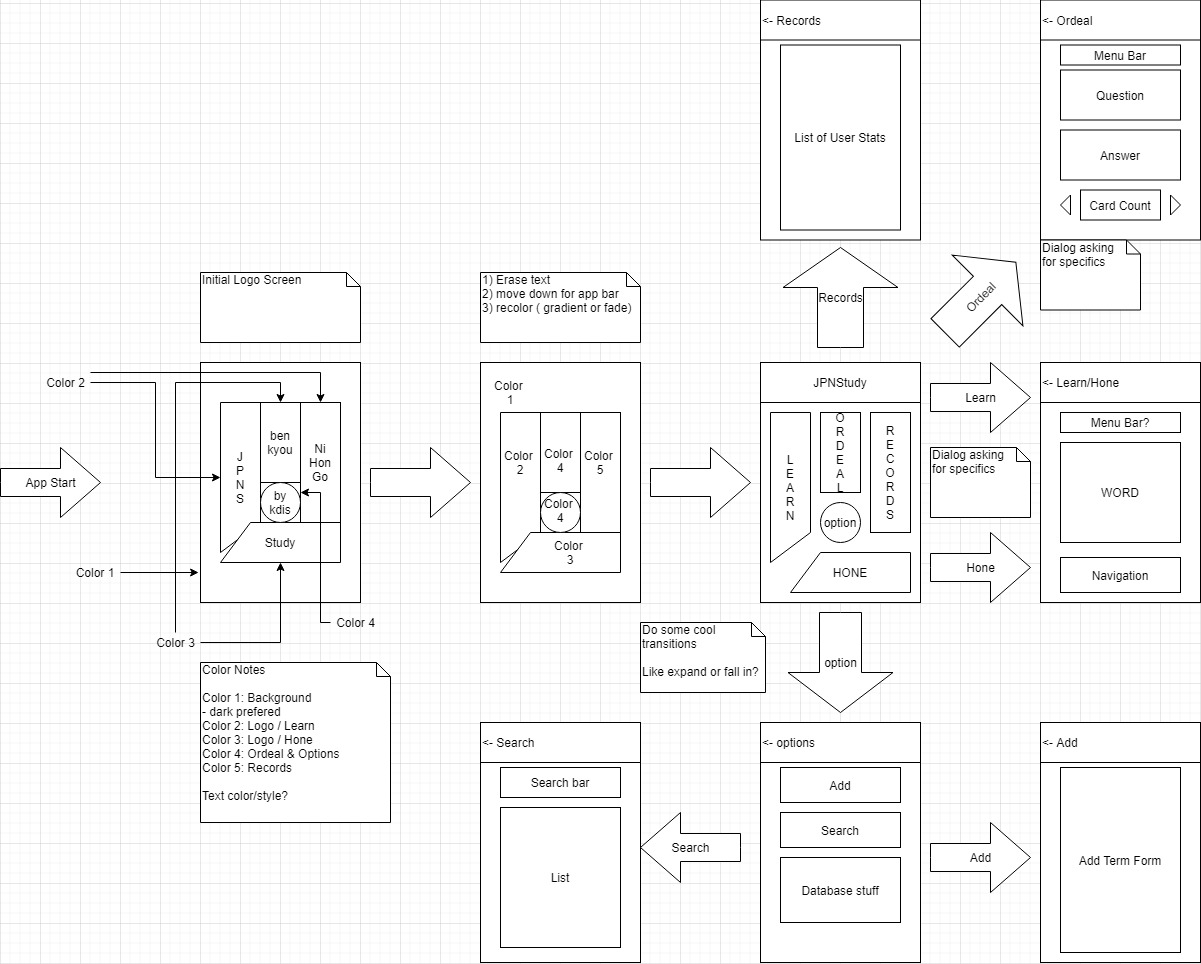 <- Records
List of User Stats
<- Ordeal
Menu Bar
Question
Answer
Card Count
Dialog asking
for specifics
Initial Logo Screen
1) Erase text
2) move down for app bar
3) recolor ( gradient or fade)
Records
Ordeal
App Start
Color 2
J
P
N
S
ben
kyou
Ni
Hon
Go
by
kdis
Study
Color 1
Color 3
Color 4
Color
1
Color
2
Color
4
Color
5
Color
4
Color
3
JPNStudy
L
E
A
R
N
O
R
D
E
A
L
R
E
C
O
R
D
S
option
HONE
Learn
Dialog asking
for specifics
Hone
<- Learn/Hone
Menu Bar?
WORD
Navigation
Do some cool
transitions
Like expand or fall in?
option
Color Notes
Color 1: Background
- dark prefered
Color 2: Logo / Learn
Color 3: Logo / Hone
Color 4: Ordeal & Options
Color 5: Records
Text color/style?
<- Search
Search bar
List
Search
<- options
Add
Search
Database stuff
Add
<- Add
Add Term Form